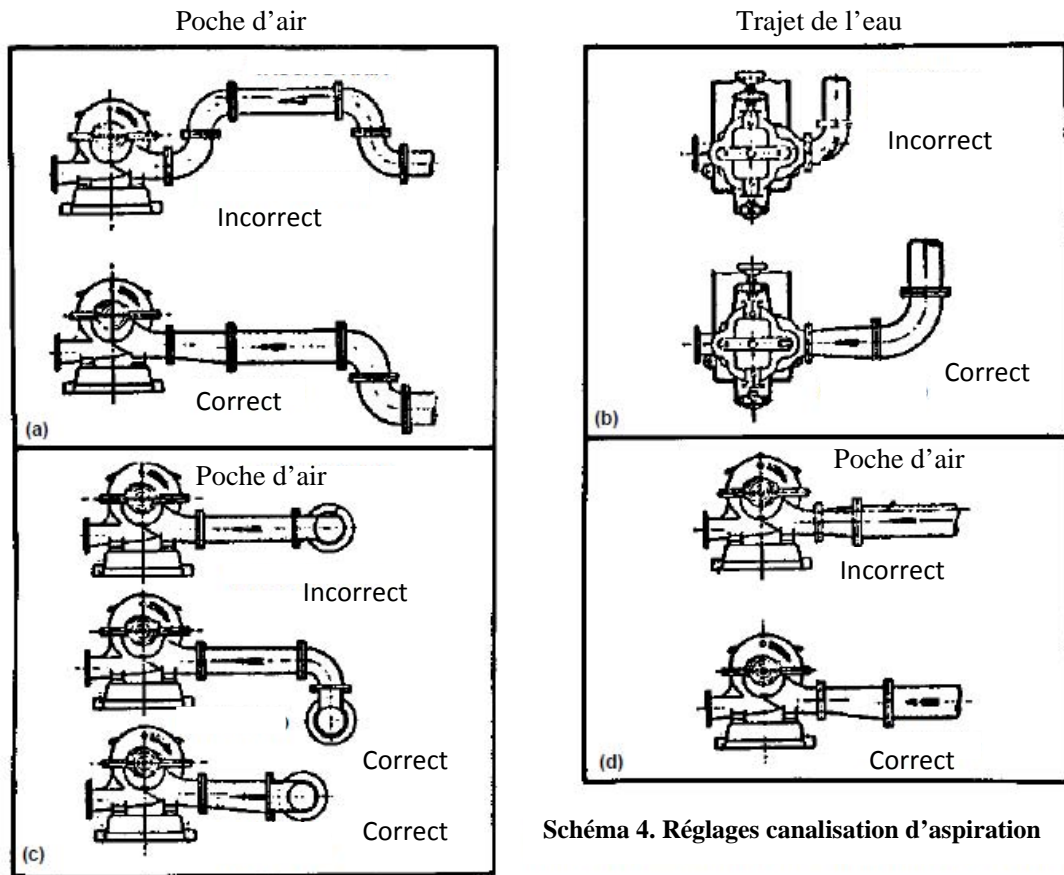 Poche d’air
Trajet de l’eau
Incorrect
Correct
(a)
Incorrect
Correct
(b)
Poche d’air
Incorrect
Correct
Correct
(c)
Poche d’air
Incorrect
Correct
(d)
Schéma 4. Réglages canalisation d’aspiration